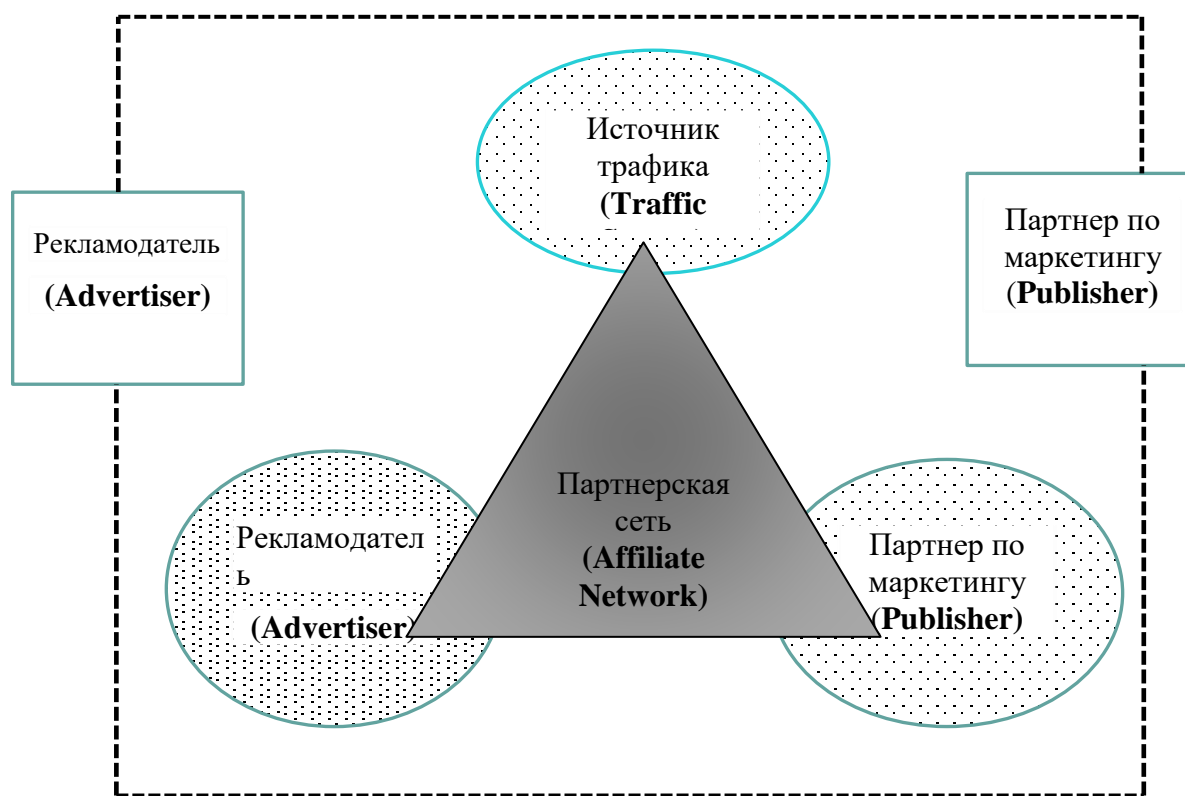 Источник
трафика
(Traffic
Рекламодатель
(Advertiser)
Партнер по
маркетингу
(Publisher)
Партнерская
сеть
(Affiliate
Network)
Рекламодател
ь
(Advertiser)
Партнер по
маркетингу
(Publisher)